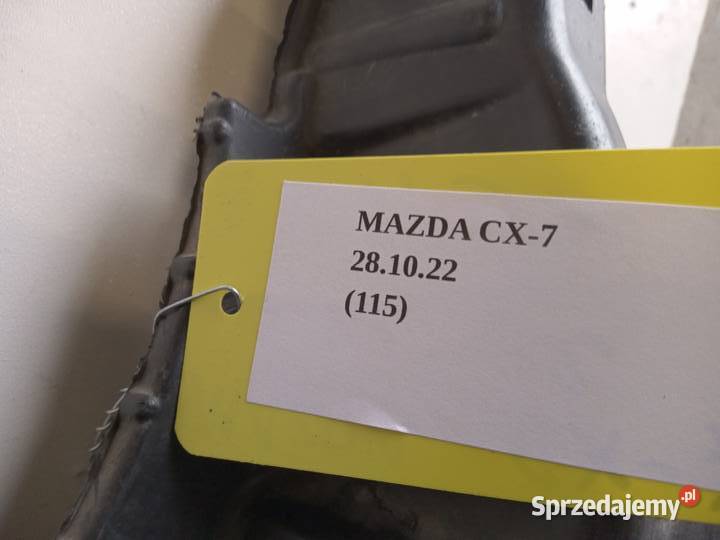 MAZDA CX-7
28.10.22
(115)
Sprzedajemy.pl